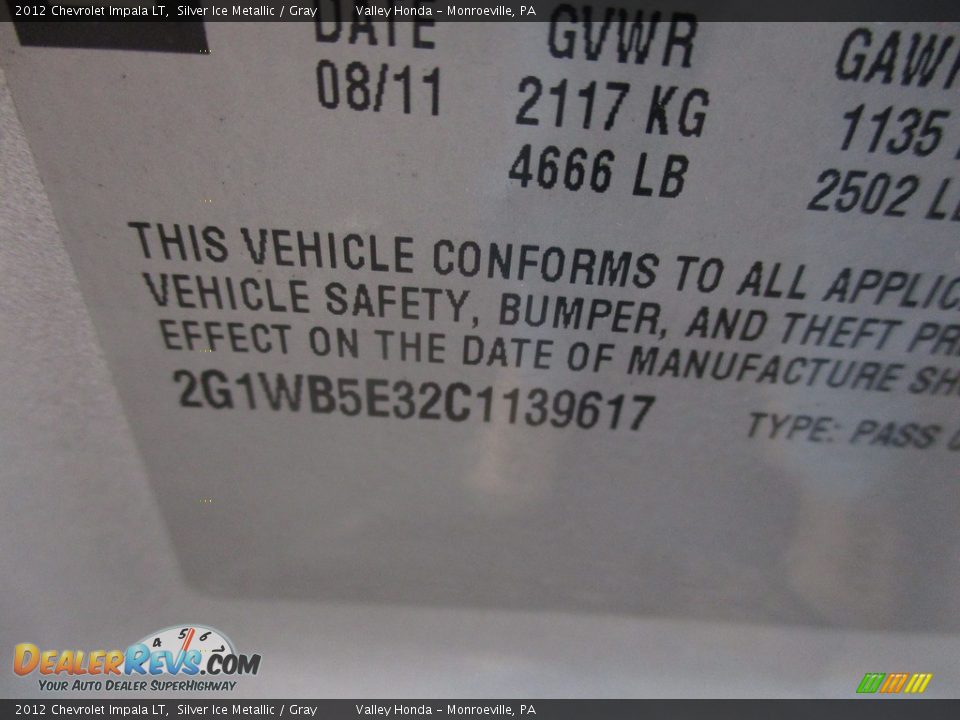 2012 Chevrolet Impala LT, Silver Ice Metallic / Gray Valley Honda - Monroeville, PA
DATE GVWR
08/11 2117 KG 1135
4666 LB 2502
THIS VEHICLE CONFORMS TO ALL
VEHICLE SAFETY, BUMPER, AND THEFT
EFFECT ON THE DATE OF MANUFACTURE
2G1WB5E32C1139617 TYPE: PASS
4 5 6
DEALERREVS.COM
YOUR AUTO DEALER SUPERHIGHWAY
2012 Chevrolet Impala LT, Silver Ice Metallic / Gray Valley Honda - Monroeville, PA